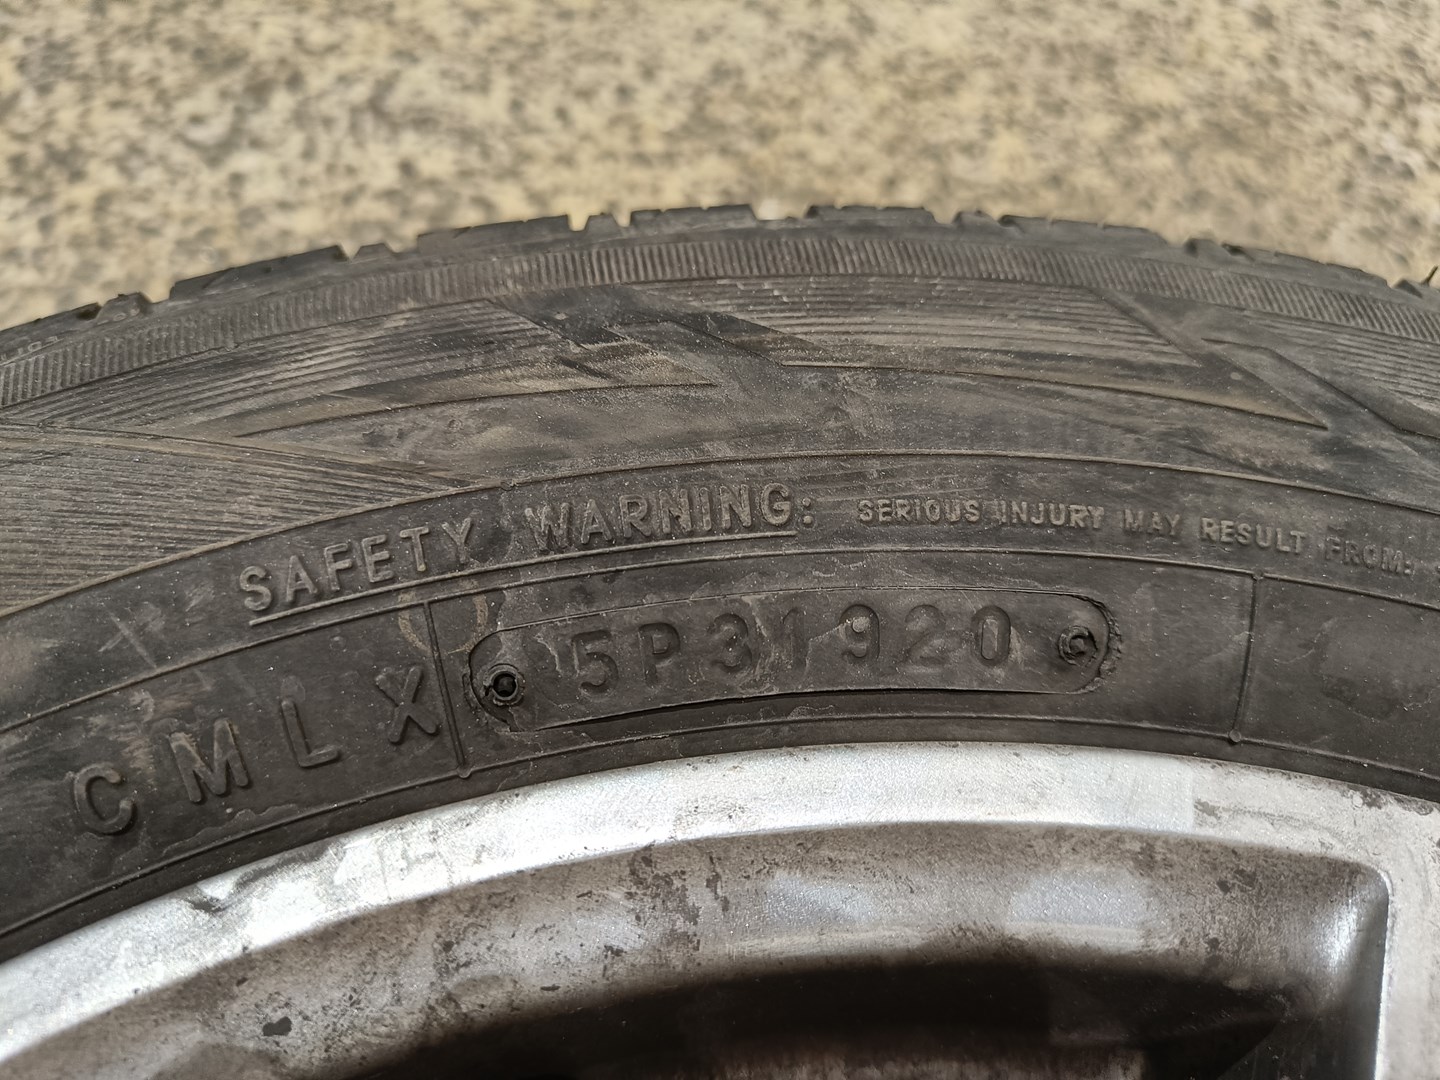 SAFETY WARNING: SERIOUS INJURY MAY RESULT FROM:
CMLX 5P31920